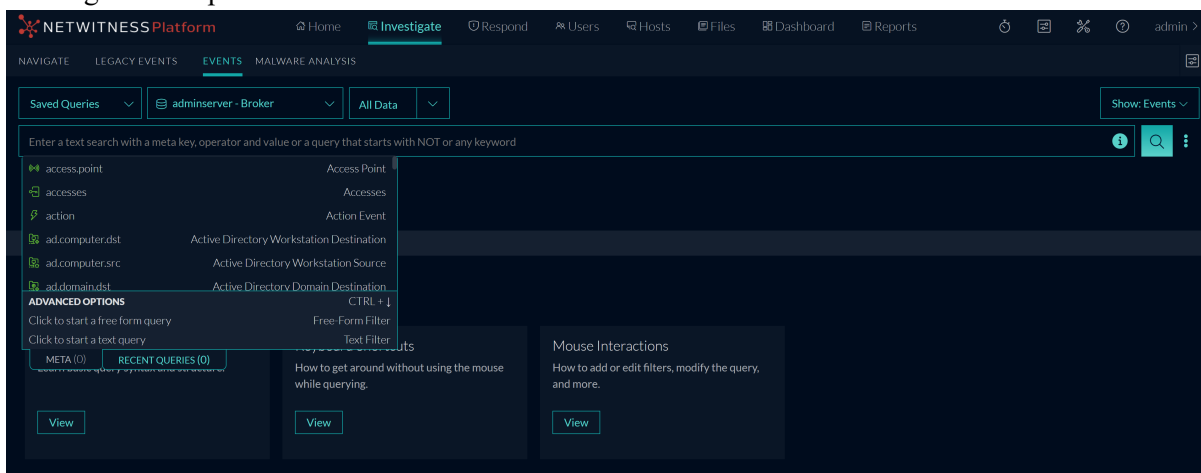 NETWITNESS Platform Home Investigate Respond Users Hosts Files Dashboard Reports admin >
NAVIGATE LEGACY EVENTS EVENTS MALWARE ANALYSIS
Saved Queries adminserver - Broker All Data Show: Events
Enter a text search with a meta key, operator and value or a query that starts with NOT or any keyword
access.point Access Point
accesses Accesses
action Action Event
ad.computer.dst Active Directory Workstation Destination
ad.computer.src Active Directory Workstation Source
ad.domain.dst Active Directory Domain Destination
ADVANCED OPTIONS CTRL + ↓
Click to start a free form query Free-Form Filter
Click to start a text query Text Filter
META (0) RECENT QUERIES (0)
Mouse Interactions
How to get around without using the mouse
while querying.
How to add or edit filters, modify the query,
and more.
View View View